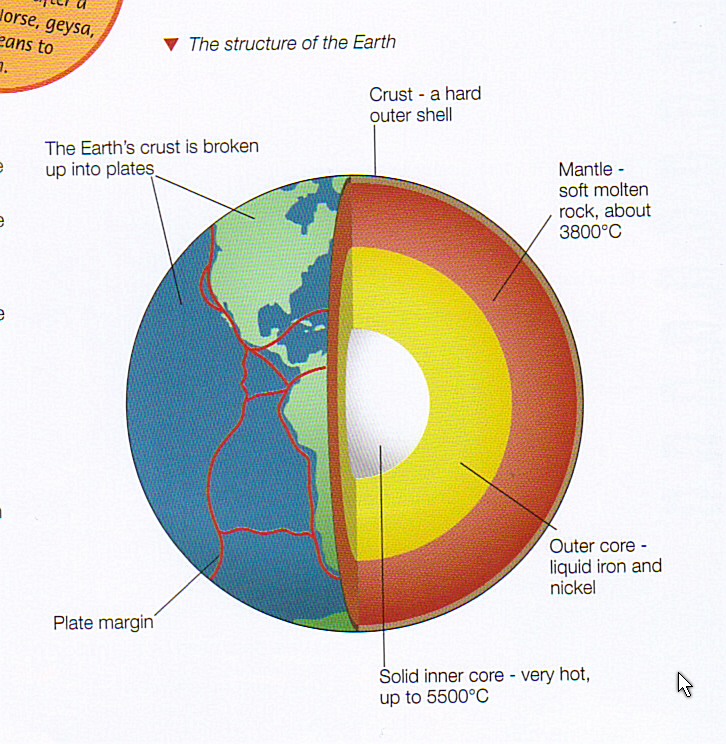 after a
Norse, geysa,
eans to
n.
▼ The structure of the Earth
Crust - a hard
outer shell
The Earth's crust is broken
up into plates
Mantle -
soft molten
rock, about
3800°C
Outer core -
liquid iron and
nickel
Plate margin
Solid inner core - very hot,
up to 5500°C